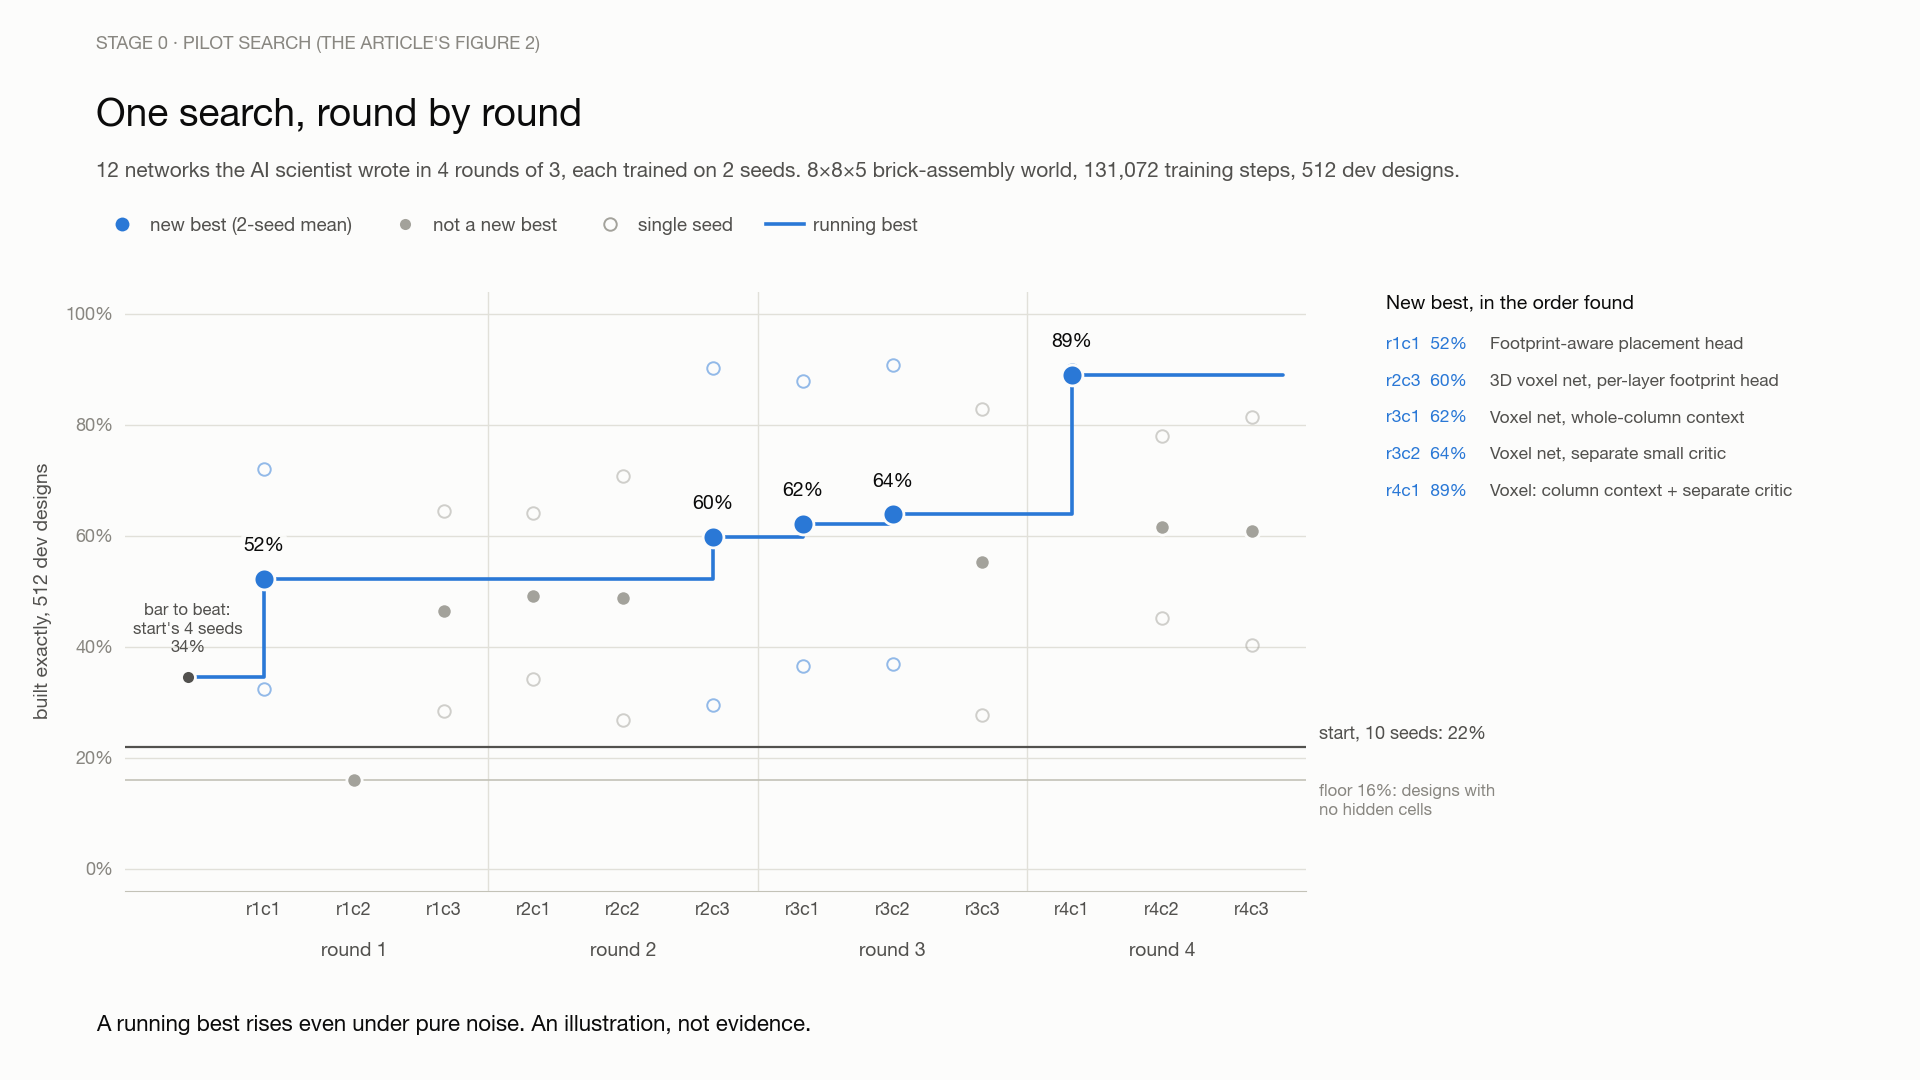 STAGE 0 · PILOT SEARCH (THE ARTICLE'S FIGURE 2)
One search, round by round
12 networks the AI scientist wrote in 4 rounds of 3, each trained on 2 seeds. 8×8×5 brick-assembly world, 131,072 training steps, 512 dev designs.
new best (2-seed mean)
not a new best
single seed
running best
built exactly, 512 dev designs
100%
80%
60%
40%
20%
0%
bar to beat:
start's 4 seeds
34%
52%
60%
62%
64%
89%
start, 10 seeds: 22%
floor 16%: designs with
no hidden cells
r1c1
r1c2
r1c3
r2c1
r2c2
r2c3
r3c1
r3c2
r3c3
r4c1
r4c2
r4c3
round 1
round 2
round 3
round 4
New best, in the order found
r1c1 52% Footprint-aware placement head
r2c3 60% 3D voxel net, per-layer footprint head
r3c1 62% Voxel net, whole-column context
r3c2 64% Voxel net, separate small critic
r4c1 89% Voxel: column context + separate critic
A running best rises even under pure noise. An illustration, not evidence.